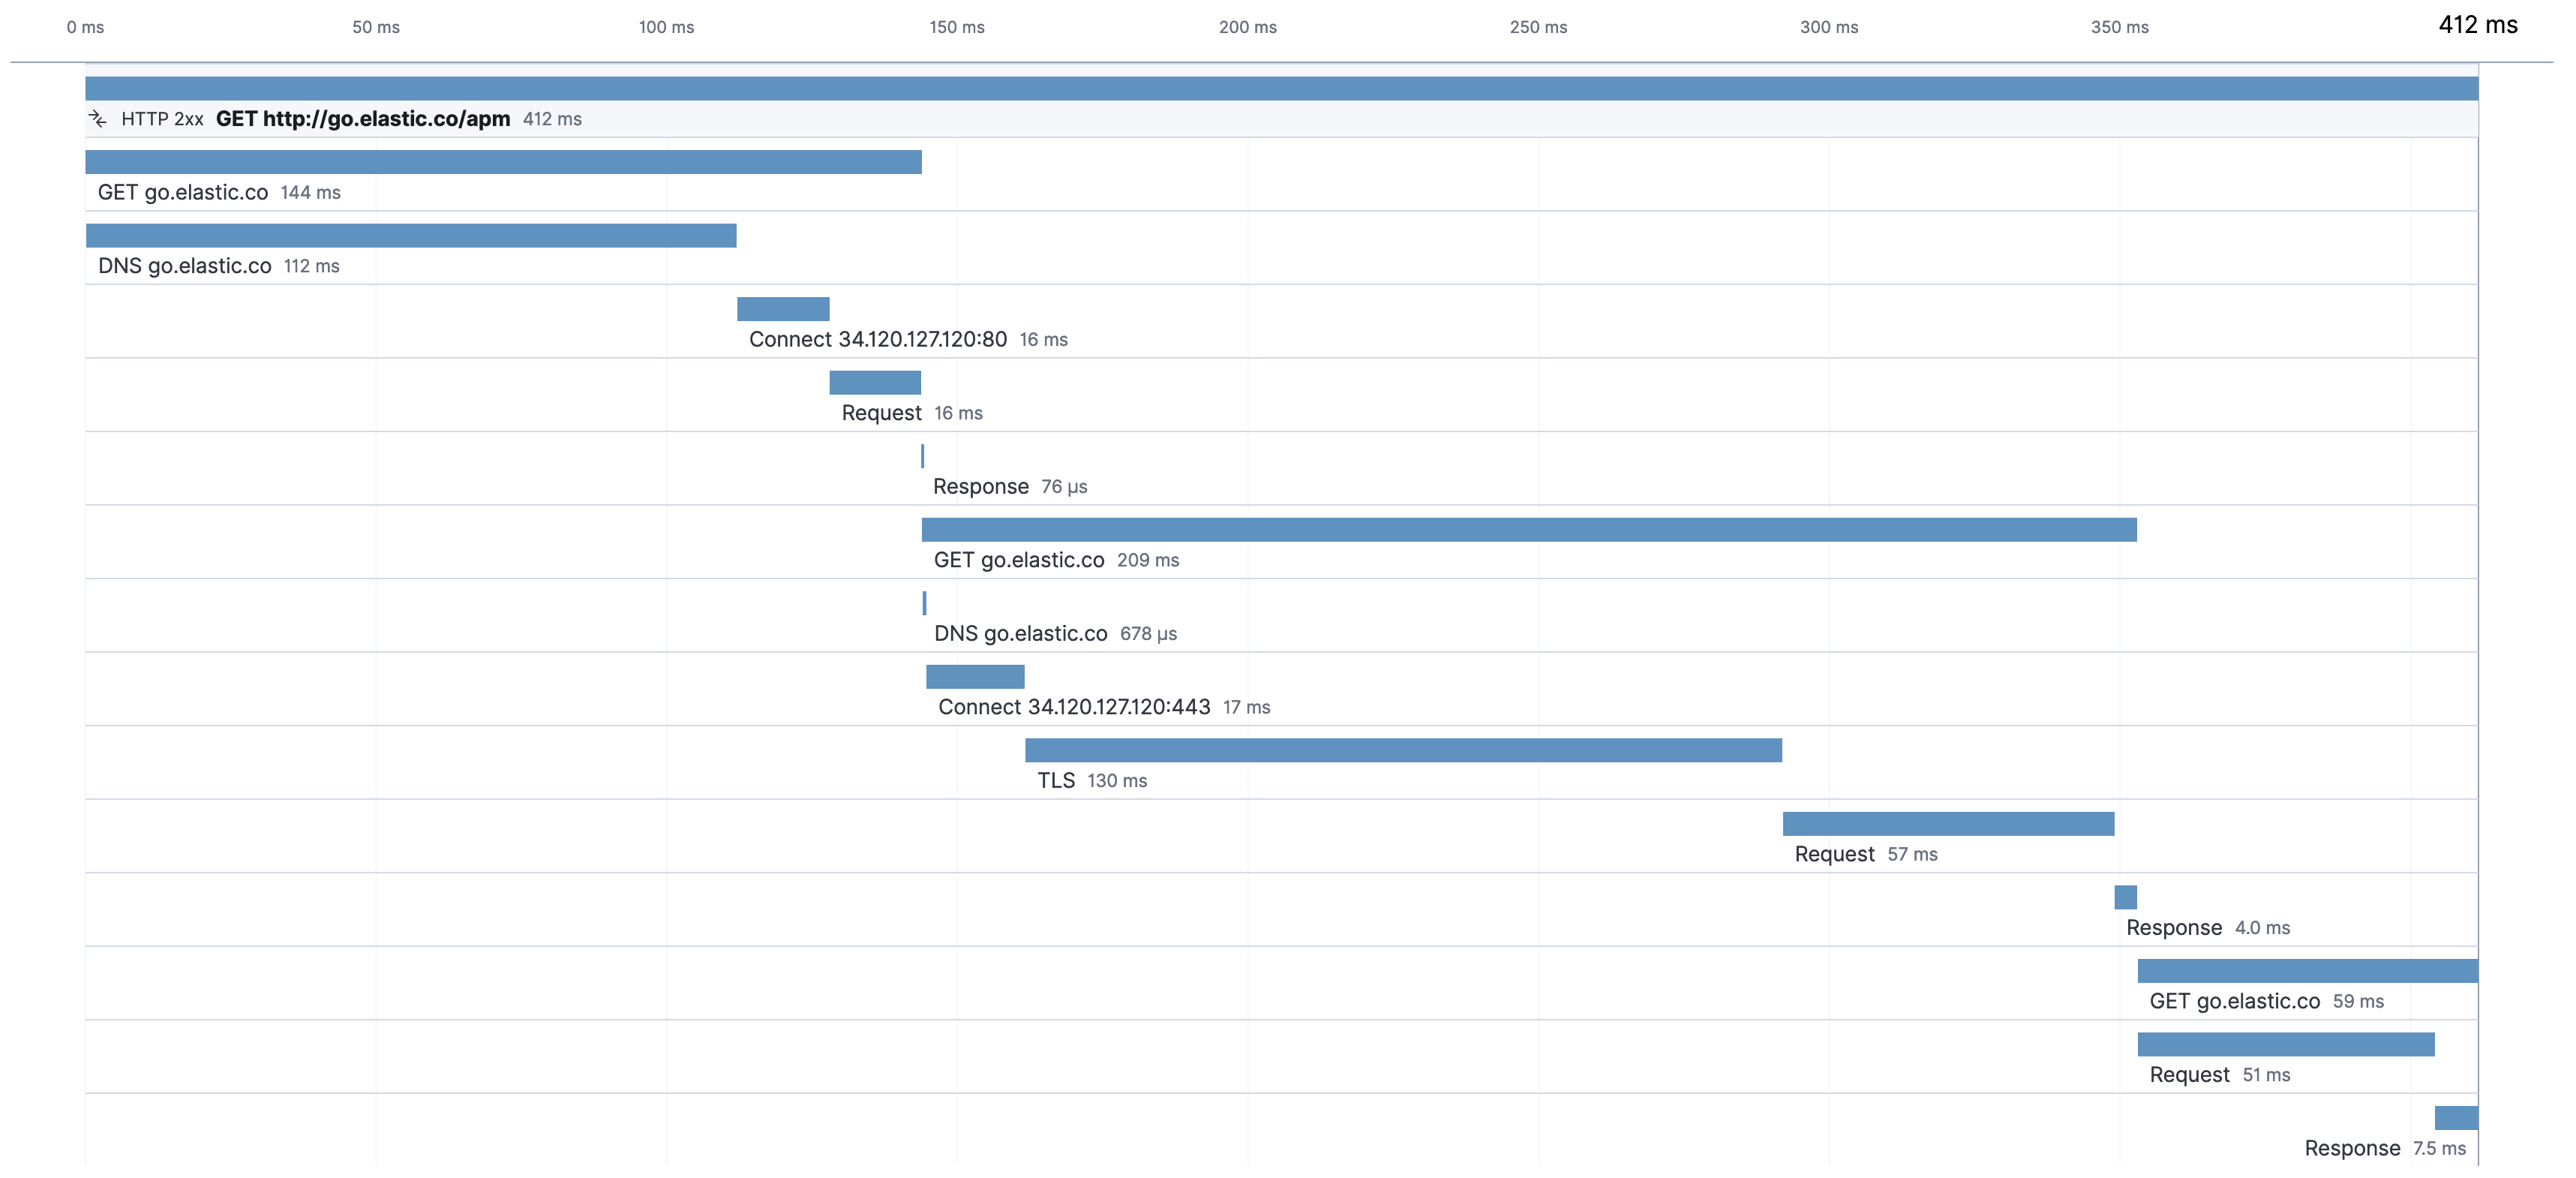 0 ms 50 ms 100 ms 150 ms 200 ms 250 ms 300 ms 350 ms 412 ms
HTTP 2xx GET http://go.elastic.co/apm 412 ms
GET go.elastic.co 144 ms
DNS go.elastic.co 112 ms
Connect 34.120.127.120:80 16 ms
Request 16 ms
Response 76 μs
GET go.elastic.co 209 ms
DNS go.elastic.co 678 μs
Connect 34.120.127.120:443 17 ms
TLS 130 ms
Request 57 ms
Response 4.0 ms
GET go.elastic.co 59 ms
Request 51 ms
Response 7.5 ms